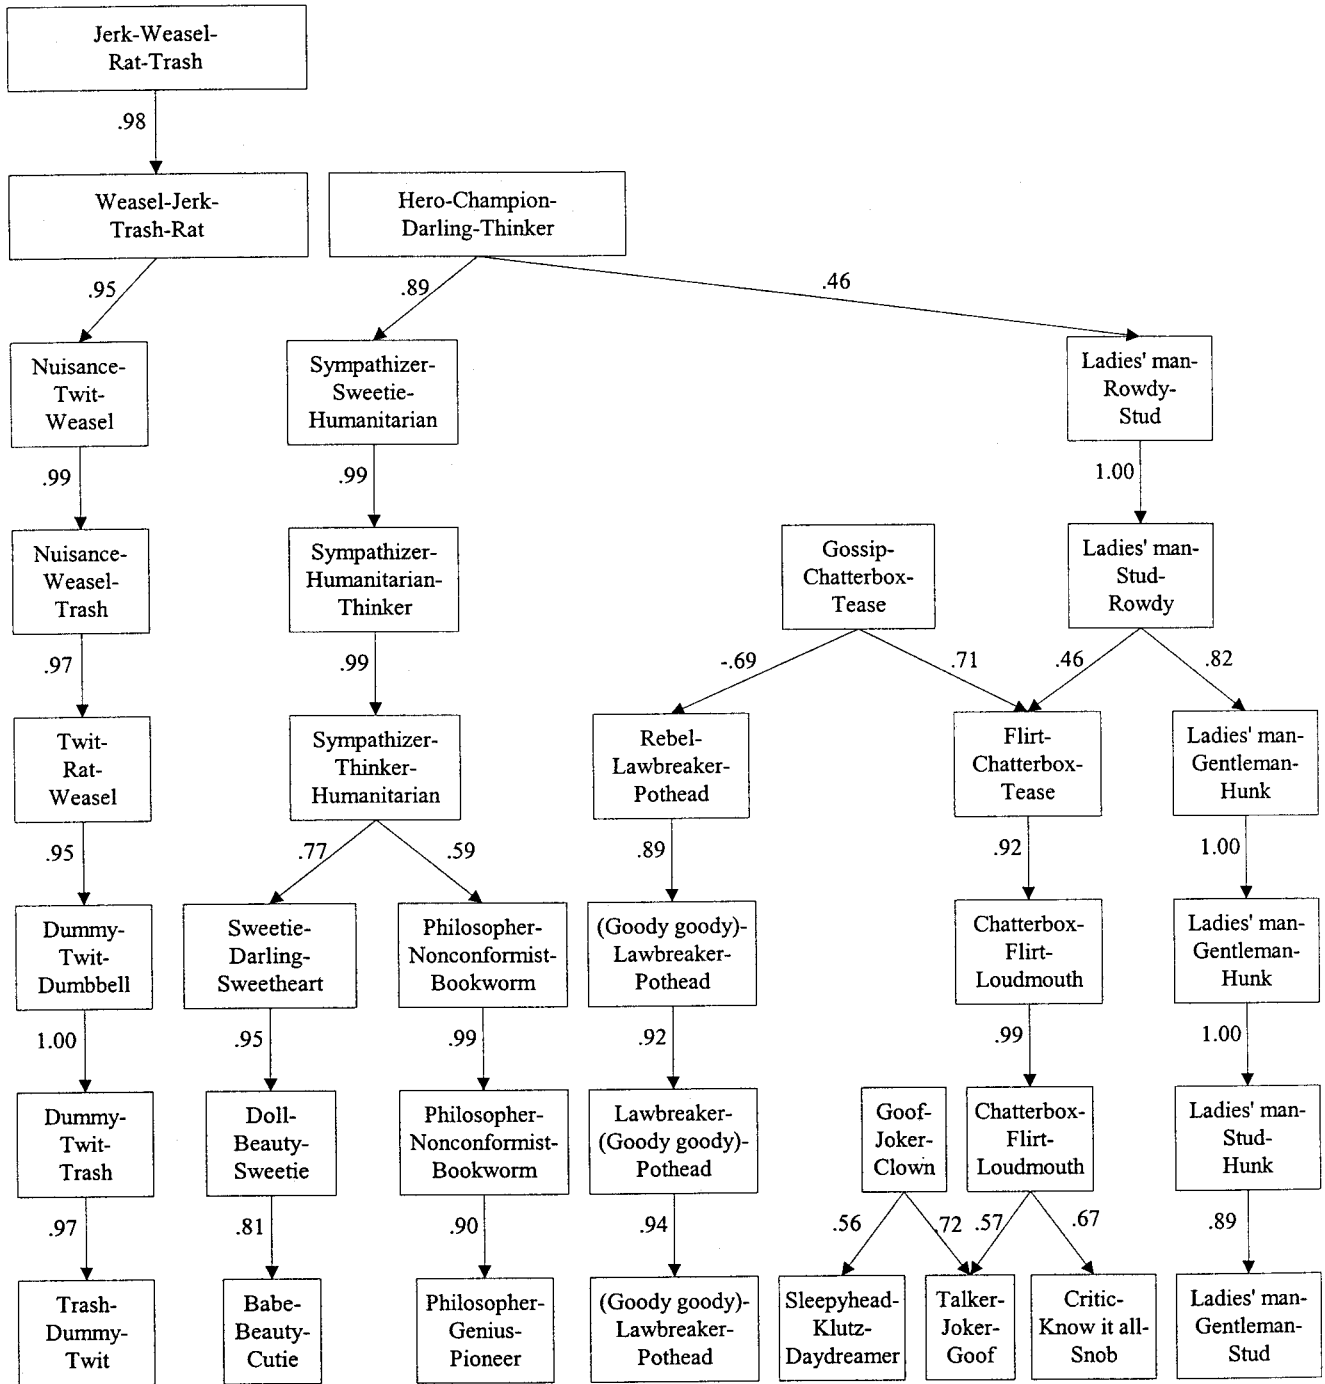 Jerk-Weasel-
Rat-Trash
.98
Weasel-Jerk-
Trash-Rat
Hero-Champion-
Darling-Thinker
.95
.89
.46
Nuisance-
Twit-
Weasel
Sympathizer-
Sweetie-
Humanitarian
Ladies' man-
Rowdy-
Stud
.99
.99
1.00
Nuisance-
Weasel-
Trash
Sympathizer-
Humanitarian-
Thinker
Gossip-
Chatterbox-
Tease
Ladies' man-
Stud-
Rowdy
.97
.99
-.69
.71
.46
.82
Twit-
Rat-
Weasel
Sympathizer-
Thinker-
Humanitarian
Rebel-
Lawbreaker-
Pothead
Flirt-
Chatterbox-
Tease
Ladies' man-
Gentleman-
Hunk
.95
.77
.59
.89
.92
1.00
Dummy-
Twit-
Dumbbell
Sweetie-
Darling-
Sweetheart
Philosopher-
Nonconformist-
Bookworm
(Goody goody)-
Lawbreaker-
Pothead
Chatterbox-
Flirt-
Loudmouth
Ladies' man-
Gentleman-
Hunk
1.00
.95
.99
.92
.99
1.00
Dummy-
Twit-
Trash
Doll-
Beauty-
Sweetie
Philosopher-
Nonconformist-
Bookworm
Lawbreaker-
(Goody goody)-
Pothead
Goof-
Joker-
Clown
Chatterbox-
Flirt-
Loudmouth
Ladies' man-
Stud-
Hunk
.97
.81
.90
.94
.56
.72
.57
.67
.89
Trash-
Dummy-
Twit
Babe-
Beauty-
Cutie
Philosopher-
Genius-
Pioneer
(Goody goody)-
Lawbreaker-
Pothead
Sleepyhead-
Klutz-
Daydreamer
Talker-
Joker-
Goof
Critic-
Know it all-
Snob
Ladies' man-
Gentleman-
Stud